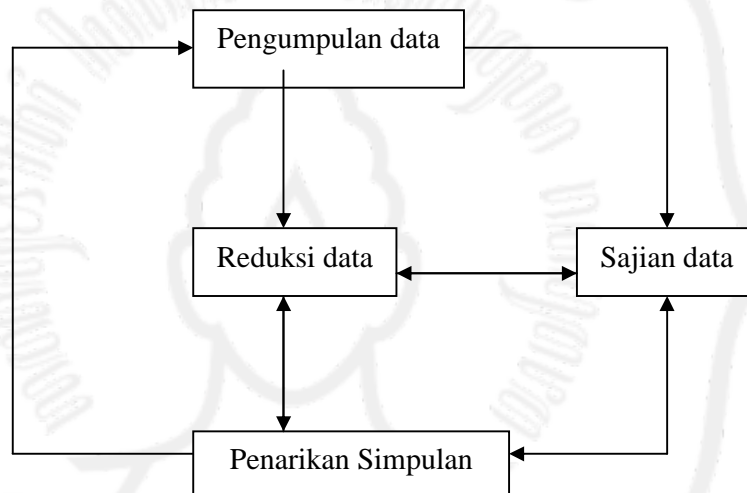 Pengumpulan data
Reduksi data
Sajian data
Penarikan Simpulan